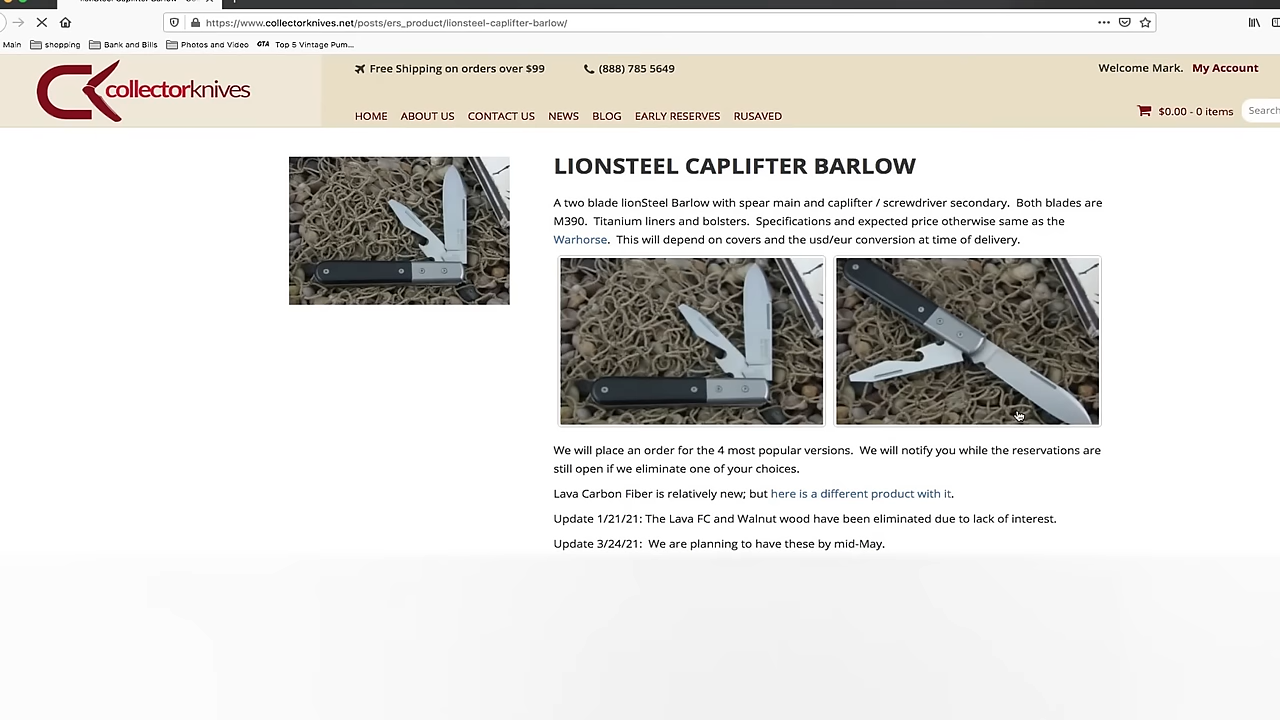 https://www.collectorknives.net/posts/ers_product/lionsteel-caplifter-barlow/
Main shopping Bank and Bills Photos and Video GTA Top 5 Vintage Pum...
collectorknives
Free Shipping on orders over $99 (888) 785 5649 Welcome Mark. My Account
HOME ABOUT US CONTACT US NEWS BLOG EARLY RESERVES RUSAVED $0.00 - 0 items Search
LIONSTEEL CAPLIFTER BARLOW
A two blade lionSteel Barlow with spear main and caplifter / screwdriver secondary. Both blades are
M390. Titanium liners and bolsters. Specifications and expected price otherwise same as the
Warhorse. This will depend on covers and the usd/eur conversion at time of delivery.
We will place an order for the 4 most popular versions. We will notify you while the reservations are
still open if we eliminate one of your choices.
Lava Carbon Fiber is relatively new; but here is a different product with it.
Update 1/21/21: The Lava FC and Walnut wood have been eliminated due to lack of interest.
Update 3/24/21: We are planning to have these by mid-May.